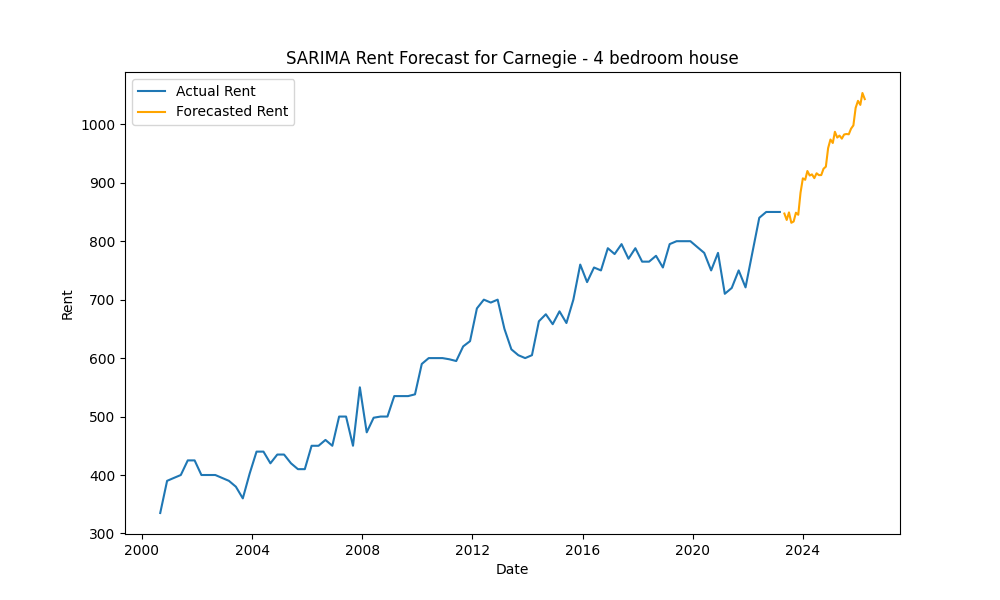 SARIMA Rent Forecast for Carnegie - 4 bedroom house
Actual Rent
Forecasted Rent
Rent
1000
900
800
700
600
500
400
300
2000 2004 2008 2012 2016 2020 2024
Date